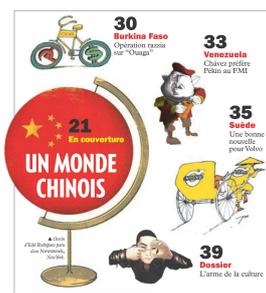 30
Burkina Faso
Opération razzia
sur "Ouaga"
33
Venezuela
Chávez préfère
Pékin au FMI
21
En couverture
UN MONDE
CHINOIS
35
Suède
Une bonne
nouvelle
pour Volvo
39
Dossier
L'arme de la culture